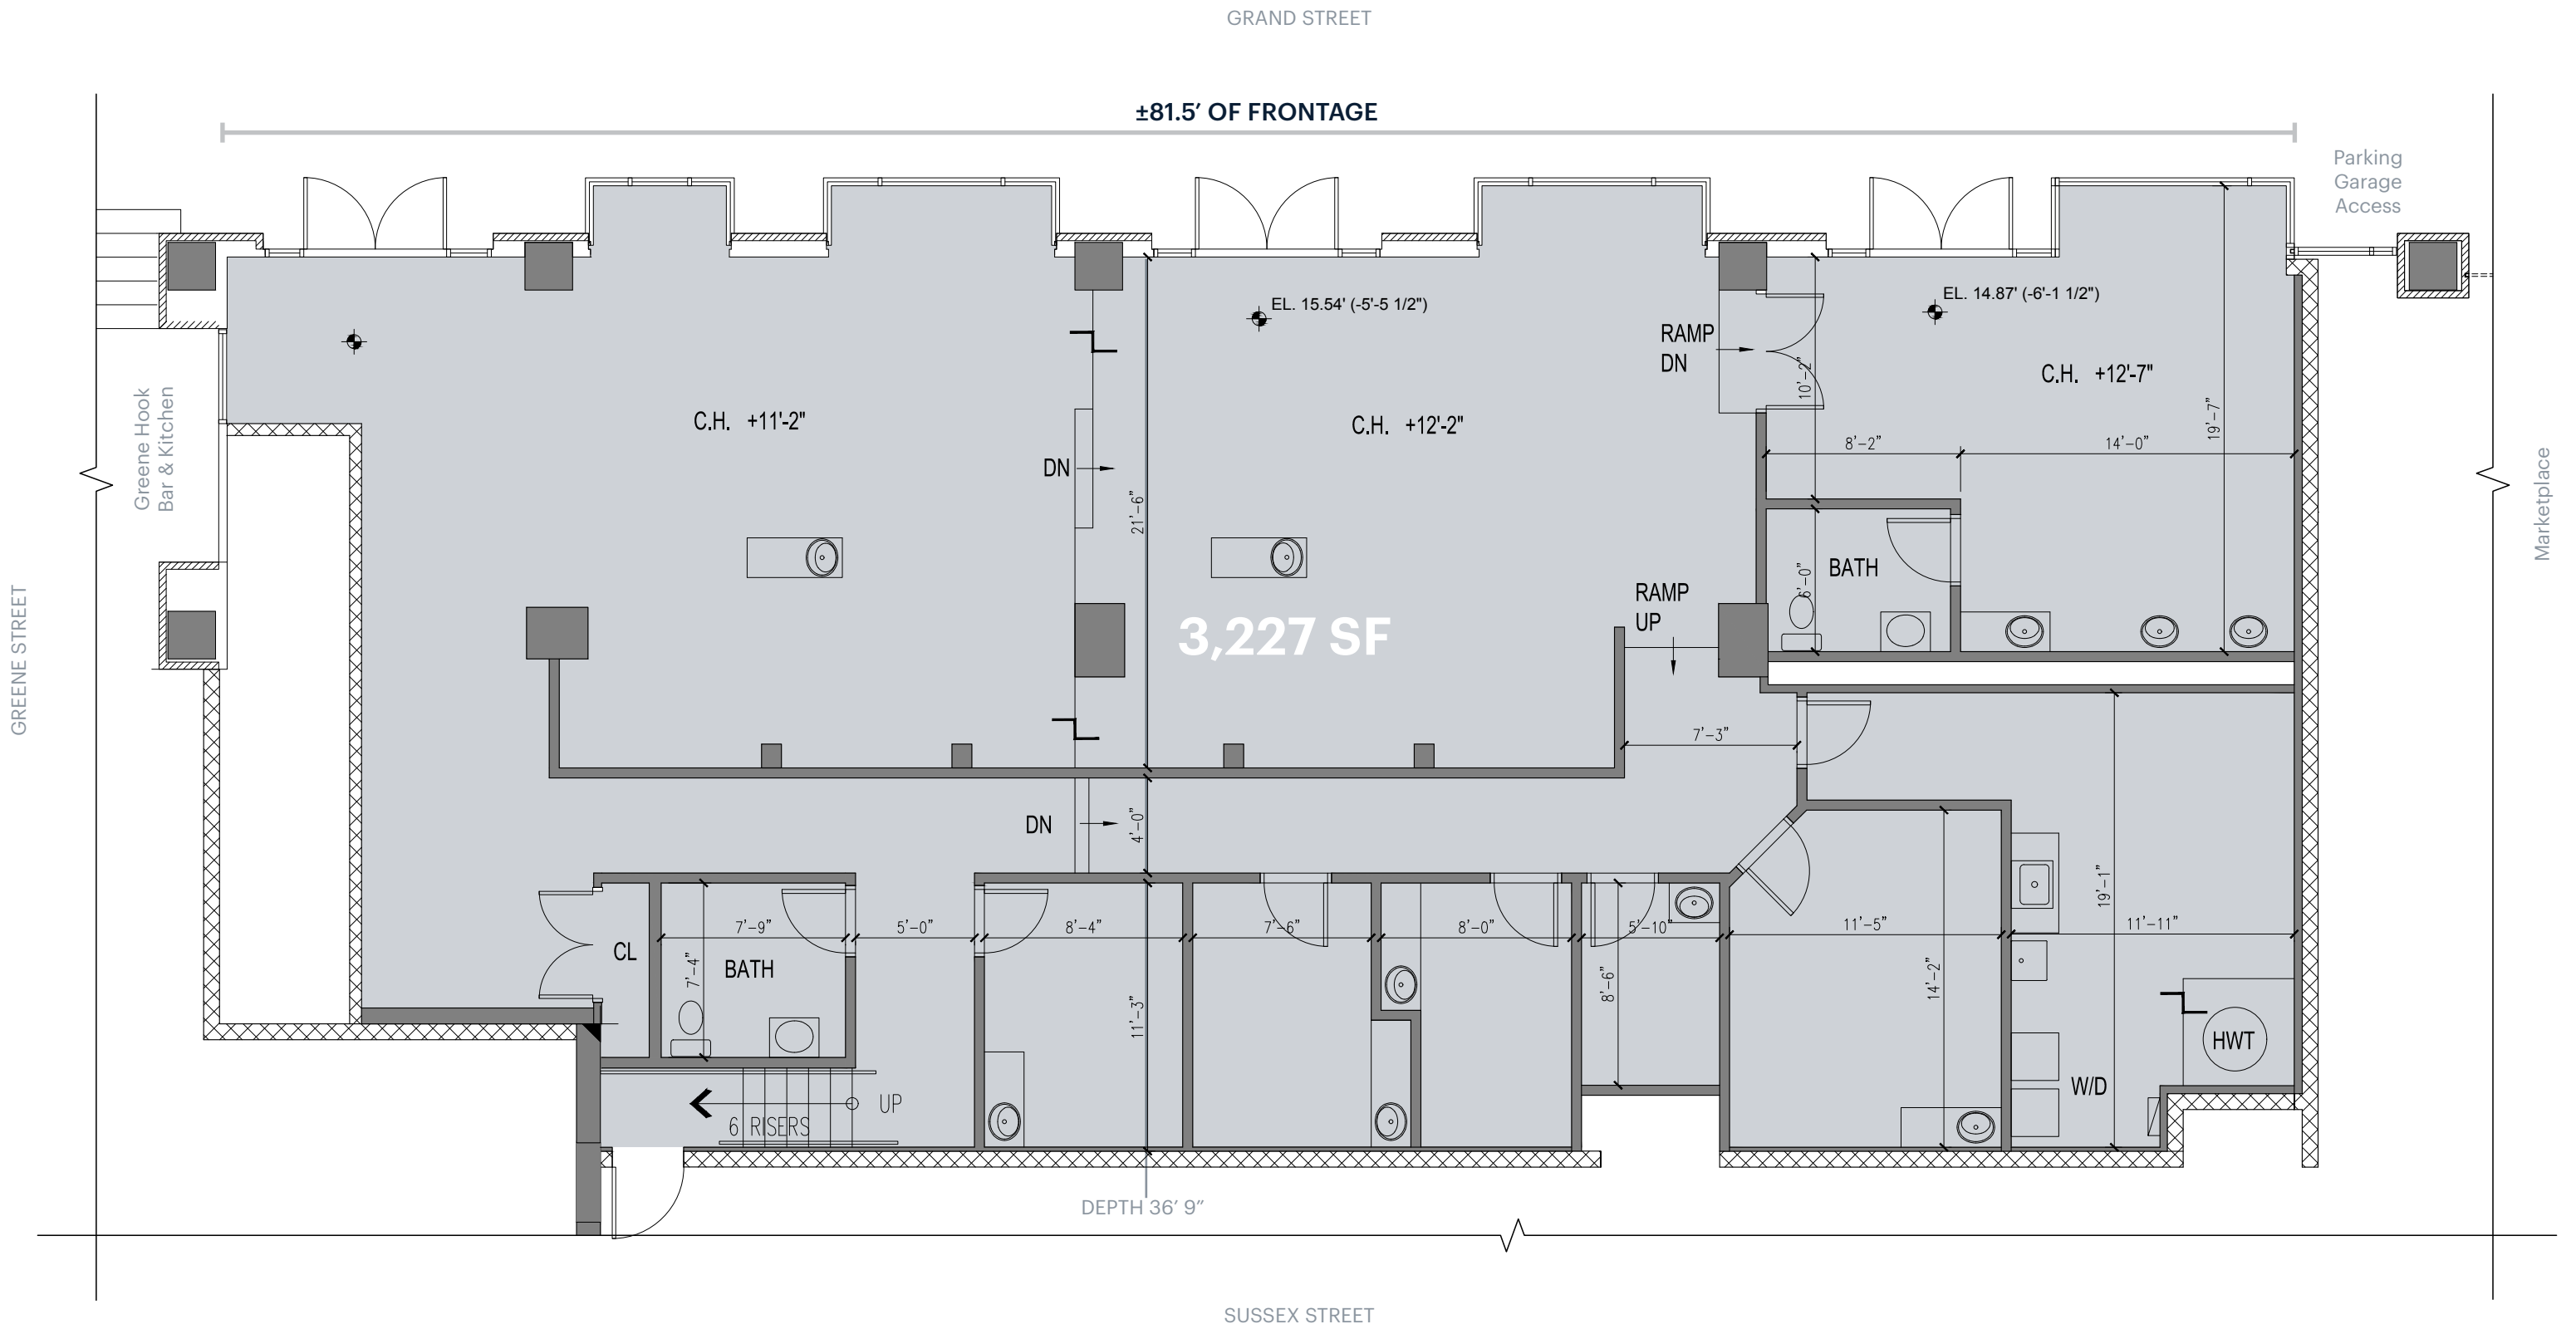 GRAND STREET
±81.5′ OF FRONTAGE
Parking
Garage
Access
EL. 15.54' (-5'-5 1/2")
EL. 14.87' (-6'-1 1/2")
RAMP
DN
10'-2"
C.H. +12'-7"
Greene Hook
Bar & Kitchen
C.H. +11'-2"
C.H. +12'-2"
19'-7"
8'-2"
14'-0"
DN
21'-6"
Marketplace
BATH
6'-0"
RAMP
UP
3,227 SF
GREENE STREET
7'-3"
DN
4'-0"
19'-1"
7'-9"
5'-0"
8'-4"
7'-6"
8'-0"
5'-10"
11'-5"
11'-11"
CL
BATH
7'-4"
11'-3"
8'-6"
14'-2"
HWT
W/D
UP
6 RISERS
DEPTH 36′ 9″
SUSSEX STREET